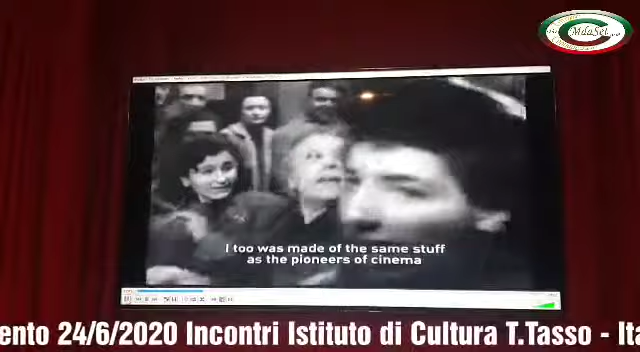 MdaSet
I too was made of the same stuff
as the pioneers of cinema
ento 24/6/2020 Incontri Istituto di Cultura T.Tasso - Ita